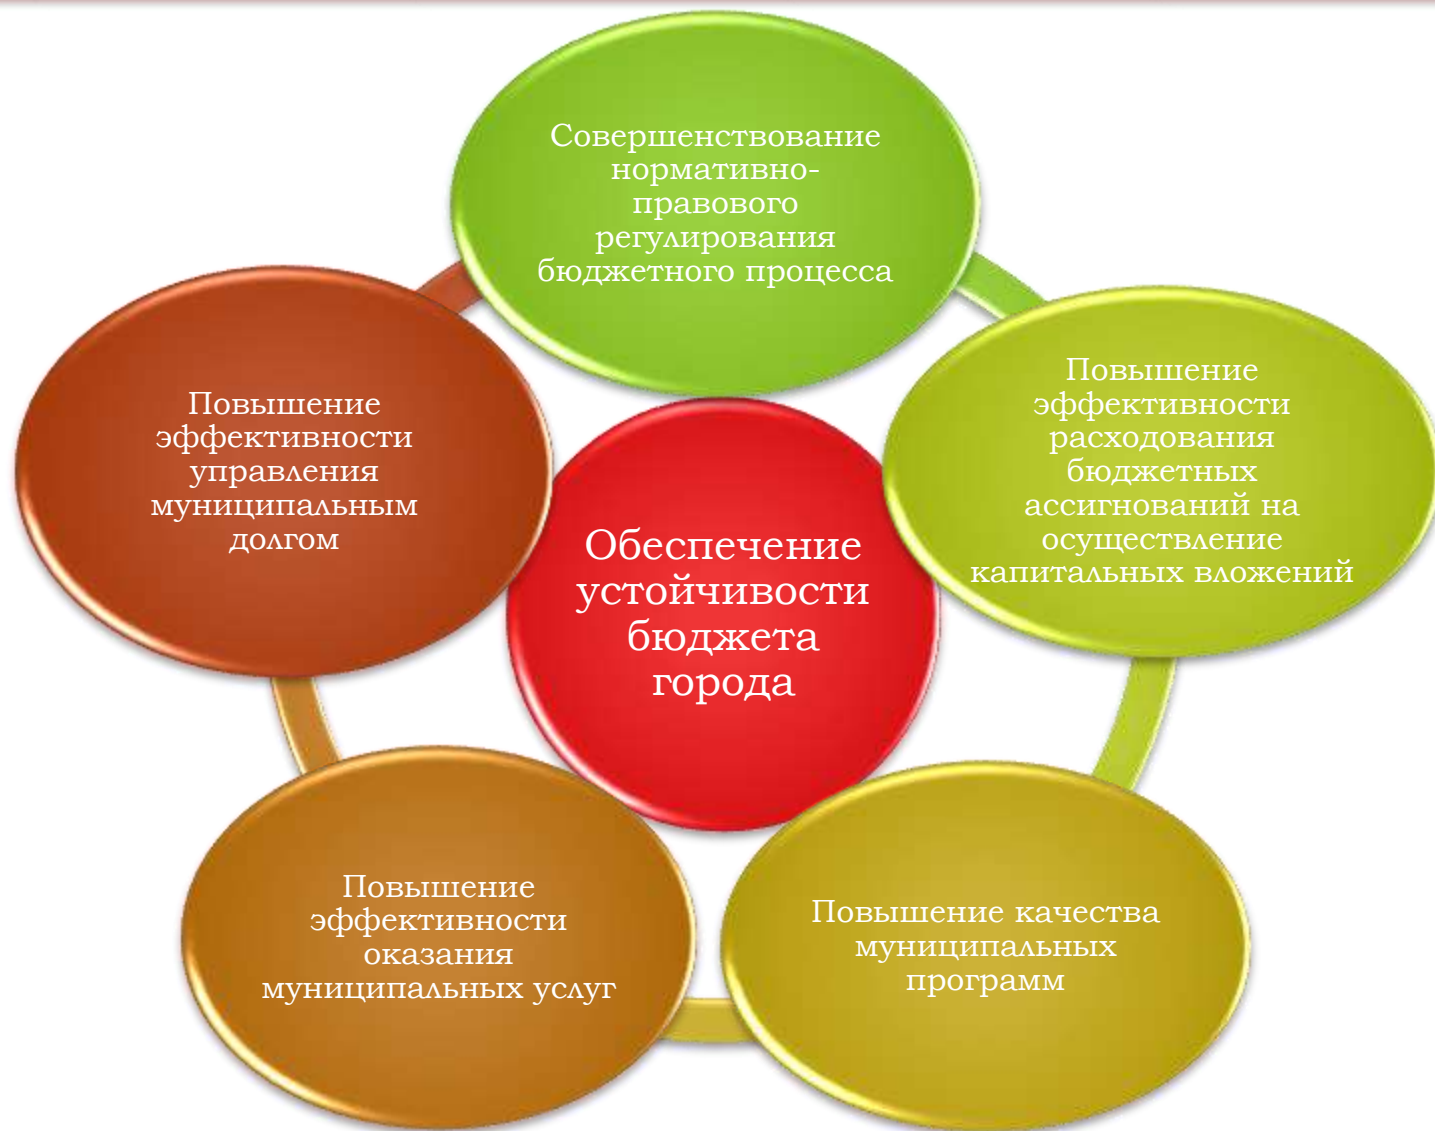 Совершенствование
нормативно-
правового
регулирования
бюджетного процесса
Повышение
эффективности
расходования
бюджетных
ассигнований на
осуществление
капитальных вложений
Повышение качества
муниципальных
программ
Повышение
эффективности
оказания
муниципальных услуг
Повышение
эффективности
управления
муниципальным
долгом
Обеспечение
устойчивости
бюджета
города